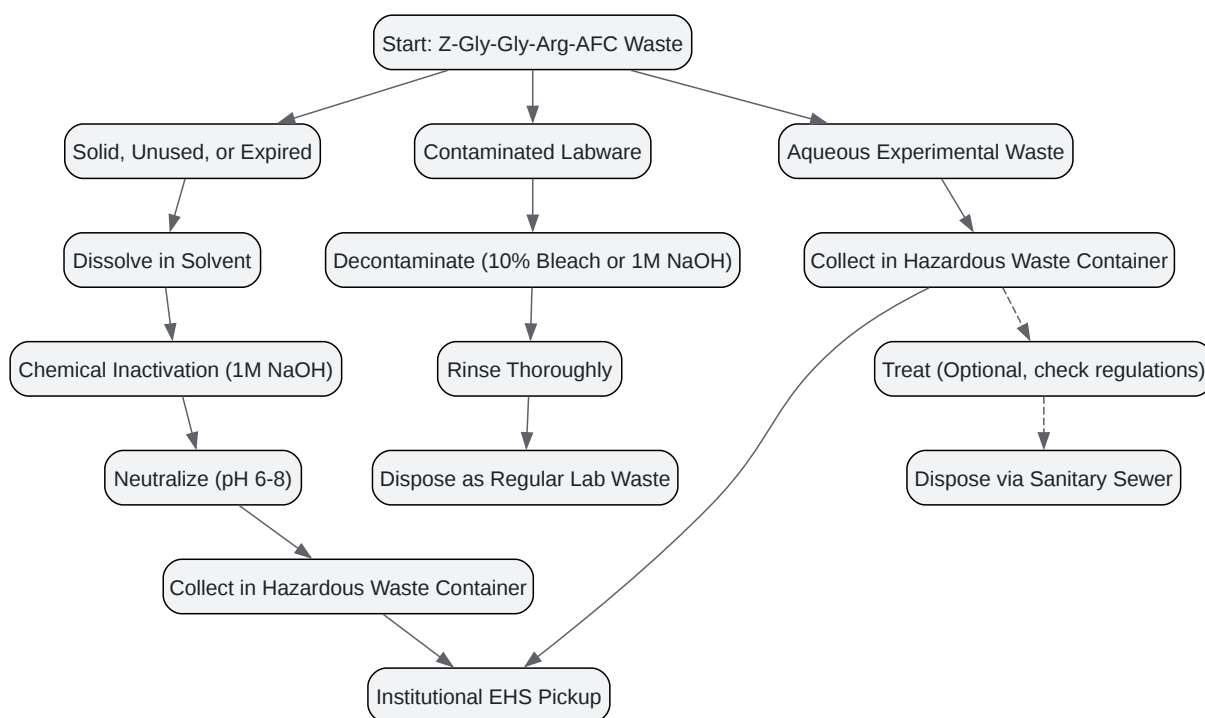 Start: Z-Gly-Gly-Arg-AFC Waste
Solid, Unused, or Expired
Contaminated Labware
Aqueous Experimental Waste
Dissolve in Solvent
Decontaminate (10% Bleach or 1M NaOH)
Collect in Hazardous Waste Container
Chemical Inactivation (1M NaOH)
Rinse Thoroughly
Treat (Optional, check regulations)
Neutralize (pH 6-8)
Dispose as Regular Lab Waste
Dispose via Sanitary Sewer
Collect in Hazardous Waste Container
Institutional EHS Pickup